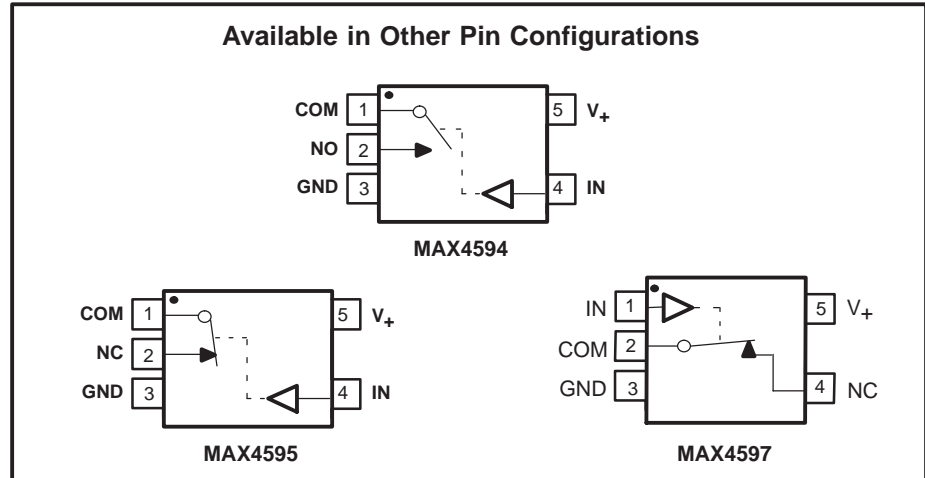 Available in Other Pin Configurations
COM 1 5 V+
NO 2
GND 3 4 IN
MAX4594
COM 1 5 V+
NC 2
GND 3 4 IN
MAX4595
IN 1 5 V+
COM 2
GND 3 4 NC
MAX4597